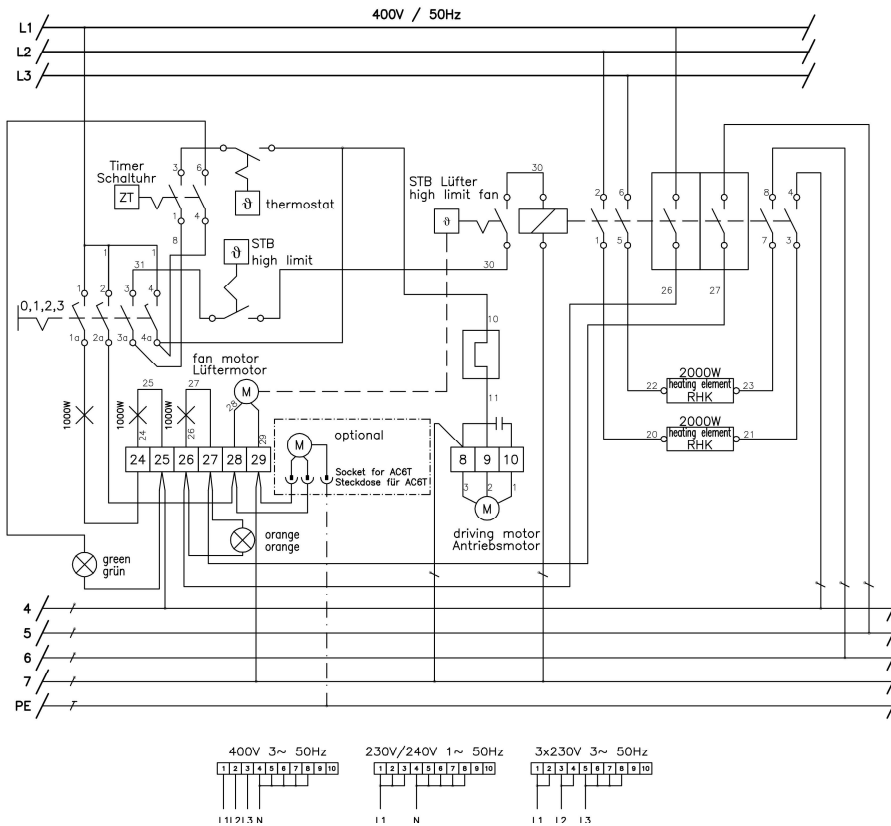 400V / 50Hz
L1
L2
L3
Timer
Schaltuhr
ZT
3 6
1 4
8
ϑ thermostat
STB Lüfter
high limit fan
ϑ
30
30
2 6
1 5
26 27
8 4
7 3
ϑ STB
high limit
31
1 1
0,1,2,3
1 2 3 4
1a 2a 3a 4a
10
11
fan motor
Lüftermotor
M
28 29
1000W 1000W 1000W
25 27
24 26
24 25 26 27 28 29
optional
M
Socket for AC6T
Steckdose für AC6T
8 9 10
3 2 1
M
driving motor
Antriebsmotor
2000W
22 heating element 23
RHK
2000W
20 heating element 21
RHK
orange
orange
green
grün
4
5
6
7
PE
400V 3~ 50Hz
1 2 3 4 5 6 7 8 9 10
L1 L2 L3 N
230V/240V 1~ 50Hz
1 2 3 4 5 6 7 8 9 10
L1 N
3x230V 3~ 50Hz
1 2 3 4 5 6 7 8 9 10
L1 L2 L3